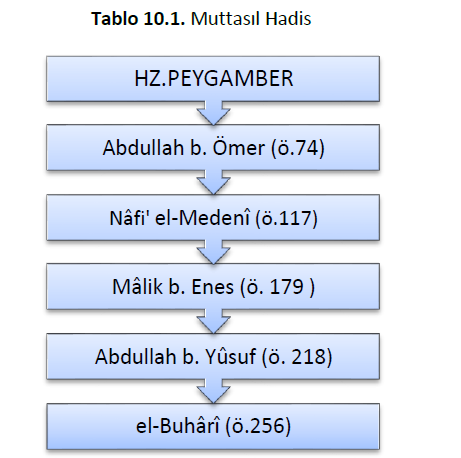 Tablo 10.1. Muttasıl Hadis
HZ.PEYGAMBER
Abdullah b. Ömer (ö.74)
Nâfi' el-Medenî (ö.117)
Mâlik b. Enes (ö. 179 )
Abdullah b. Yûsuf (ö. 218)
el-Buhârî (ö.256)